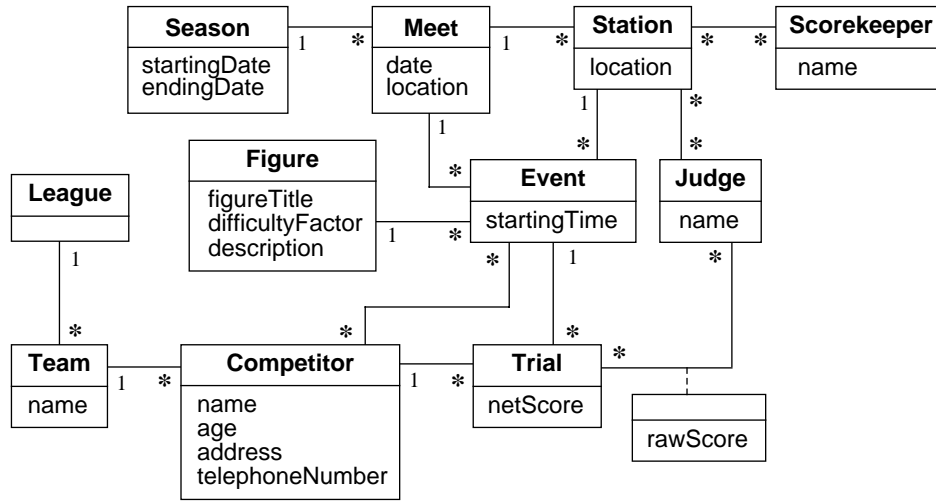 Season
startingDate
endingDate
1
*
Meet
date
location
1
*
Station
location
*
*
Scorekeeper
name
1
*
1
*
*
*
Figure
figureTitle
difficultyFactor
description
1
*
Event
startingTime
Judge
name
League
1
*
*
*
1
*
*
*
Team
name
1
*
Competitor
name
age
address
telephoneNumber
1
*
Trial
netScore
rawScore